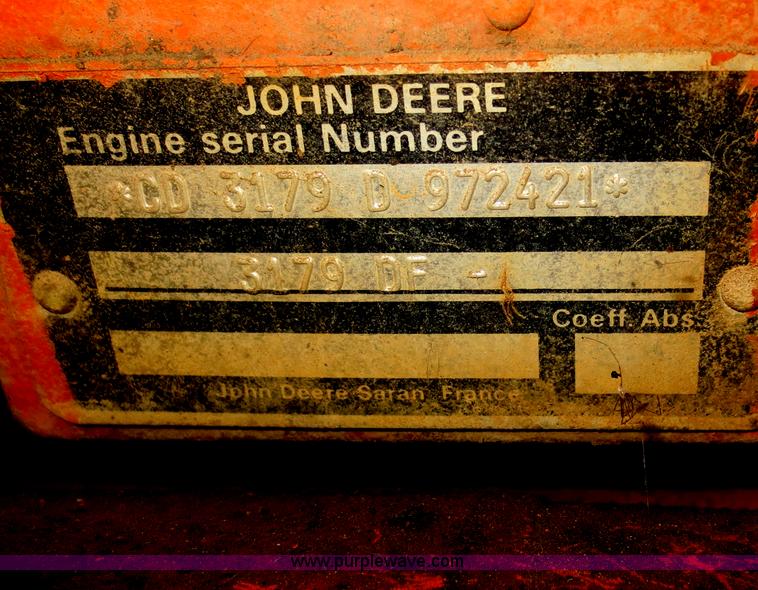 JOHN DEERE
Engine serial Number
*CD 3179 D-972421*
3179 DF -
Coeff. Abs.
John Deere Saran France
www.purplewave.com